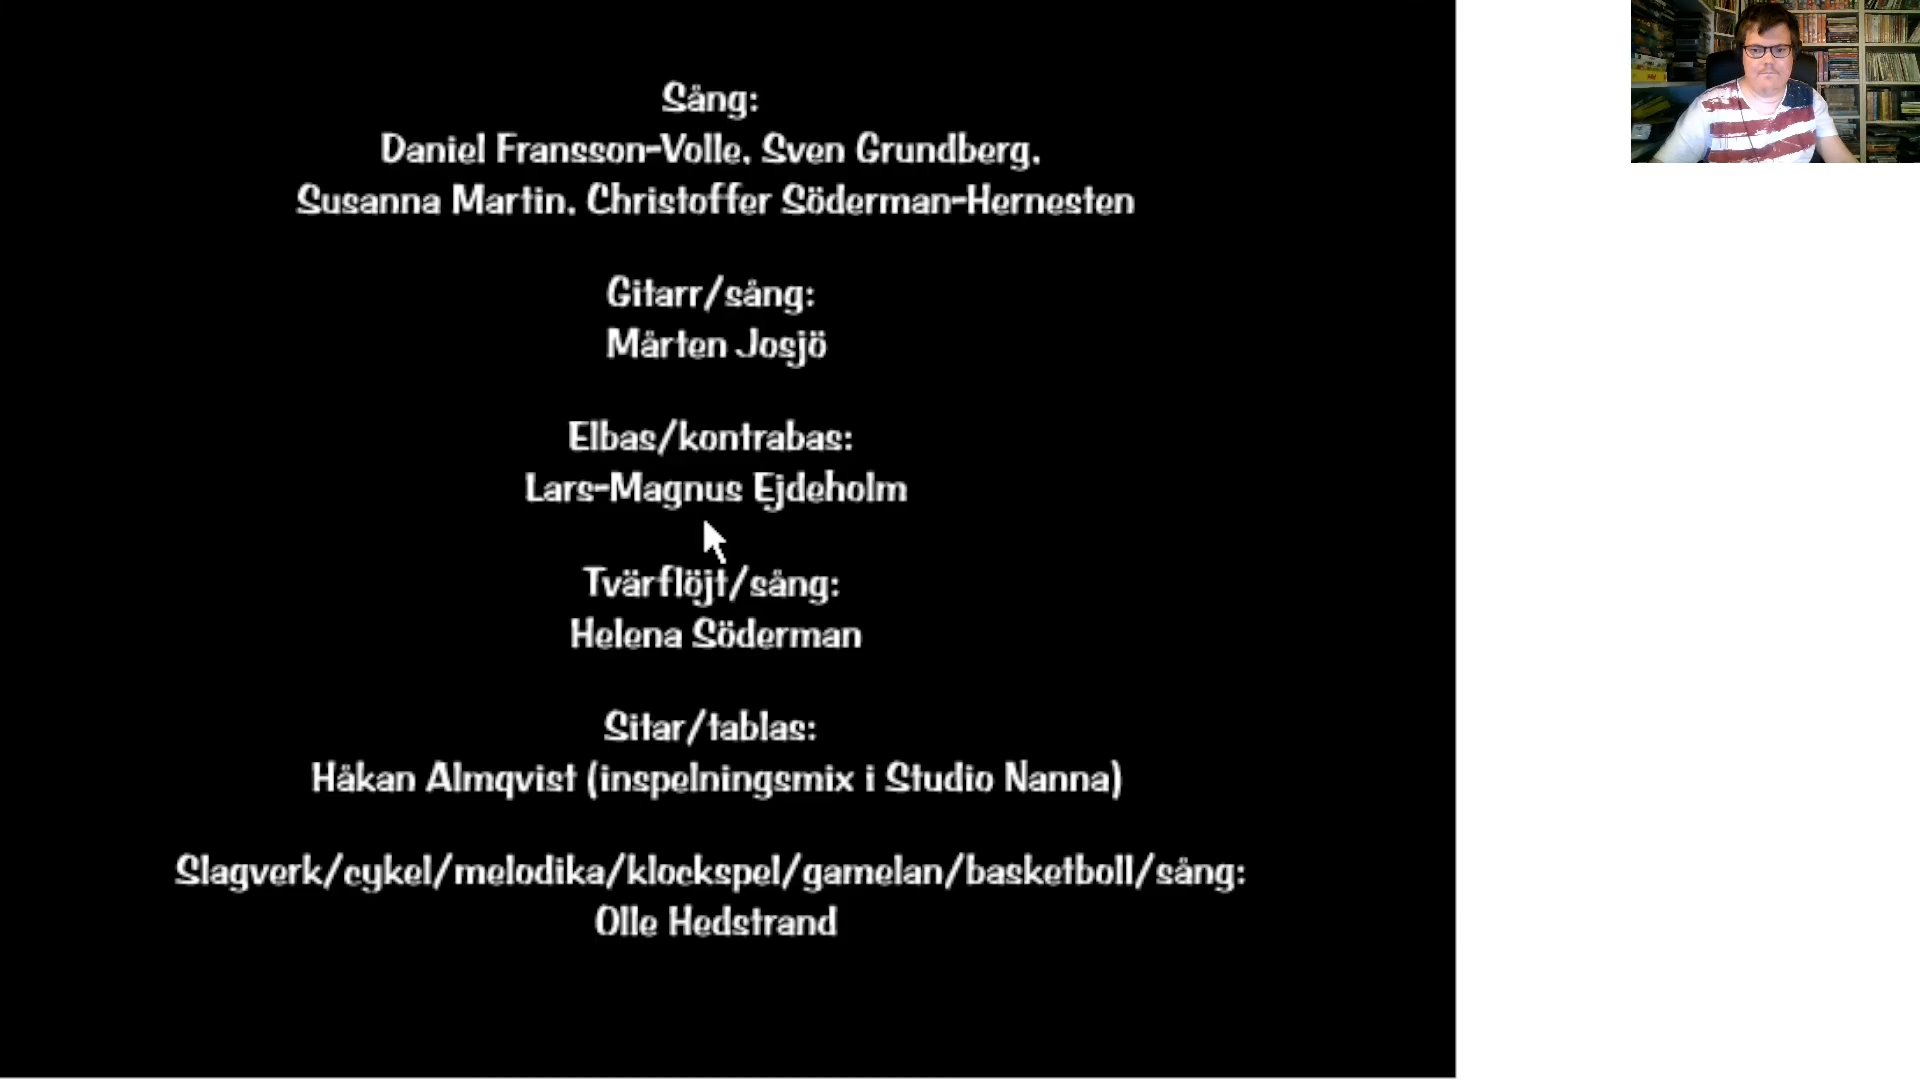 Sång:
Daniel Fransson-Volle, Sven Grundberg,
Susanna Martin, Christoffer Söderman-Hernesten
Gitarr/sång:
Mårten Josjö
Elbas/kontrabas:
Lars-Magnus Ejdeholm
Tvärflöjt/sång:
Helena Söderman
Sitar/tablas:
Håkan Almqvist (inspelningsmix i Studio Nanna)
Slagverk/cykel/melodika/klockspel/gamelan/basketboll/sång:
Olle Hedstrand